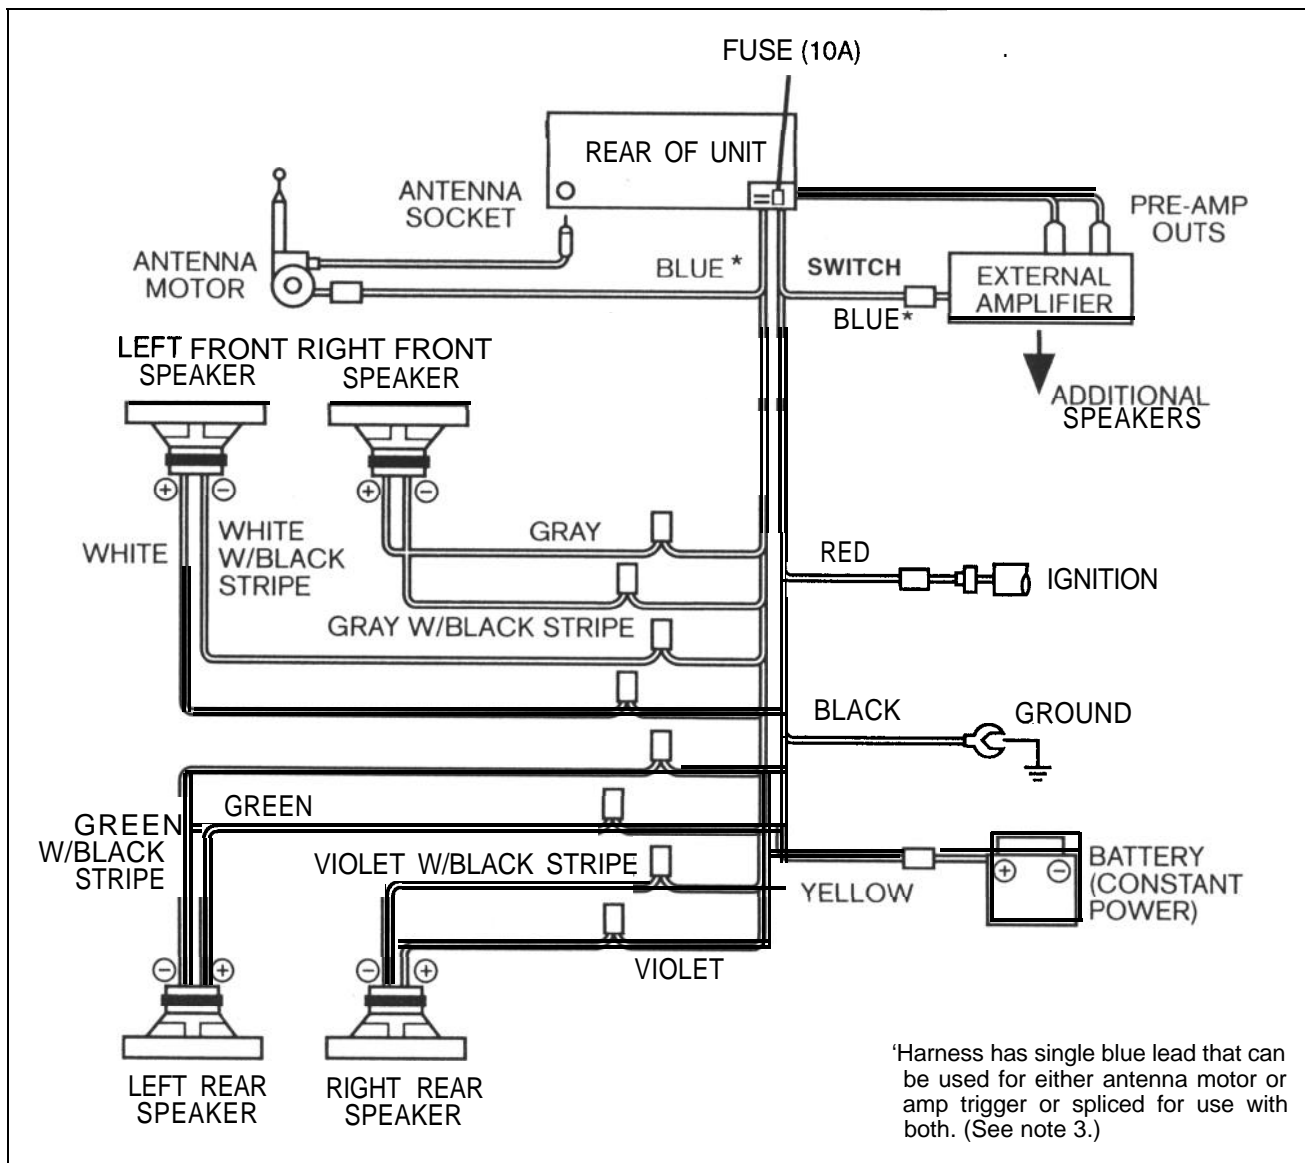 FUSE (10A)
REAR OF UNIT
ANTENNA
SOCKET
PRE-AMP
OUTS
ANTENNA
MOTOR
BLUE *
SWITCH
BLUE*
EXTERNAL
AMPLIFIER
ADDITIONAL
SPEAKERS
LEFT FRONT
SPEAKER
RIGHT FRONT
SPEAKER
+
−
+
−
WHITE
WHITE
W/BLACK
STRIPE
GRAY
GRAY W/BLACK STRIPE
RED
IGNITION
BLACK
GROUND
GREEN
W/BLACK
STRIPE
GREEN
VIOLET W/BLACK STRIPE
YELLOW
+
−
BATTERY
(CONSTANT
POWER)
VIOLET
−
+
−
+
LEFT REAR
SPEAKER
RIGHT REAR
SPEAKER
‘Harness has single blue lead that can
be used for either antenna motor or
amp trigger or spliced for use with
both. (See note 3.)